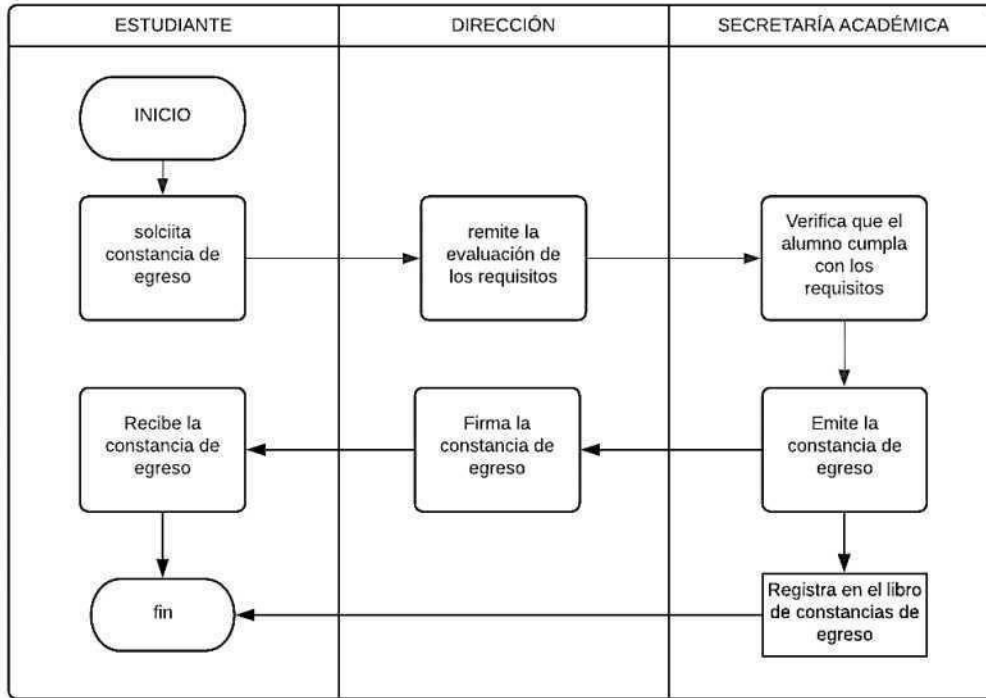 ESTUDIANTE
DIRECCIÓN
SECRETARÍA ACADÉMICA
INICIO
solciita
constancia de
egreso
remite la
evaluación de
los requisitos
Verifica que el
alumno cumpla
con los
requisitos
Recibe la
constancia de
egreso
Firma la
constancia de
egreso
Emite la
constancia de
egreso
fin
Registra en el libro
de constancias de
egreso